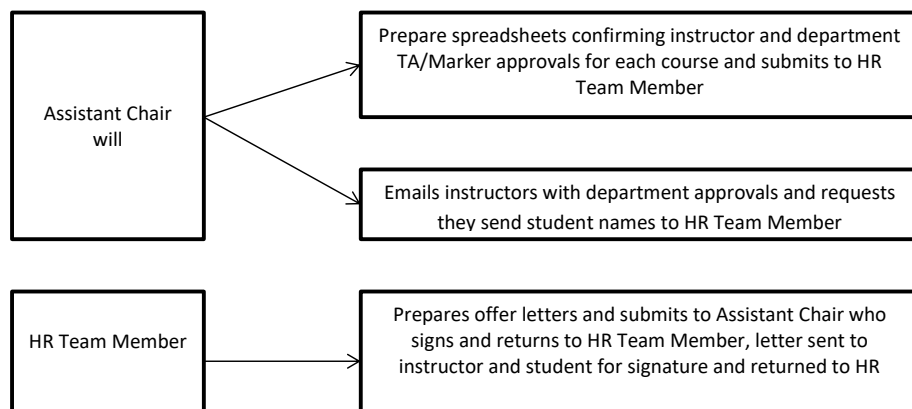 Prepare spreadsheets confirming instructor and department
TA/Marker approvals for each course and submits to HR
Team Member
Assistant Chair
will
Emails instructors with department approvals and requests
they send student names to HR Team Member
Prepares offer letters and submits to Assistant Chair who
signs and returns to HR Team Member, letter sent to
instructor and student for signature and returned to HR
HR Team Member